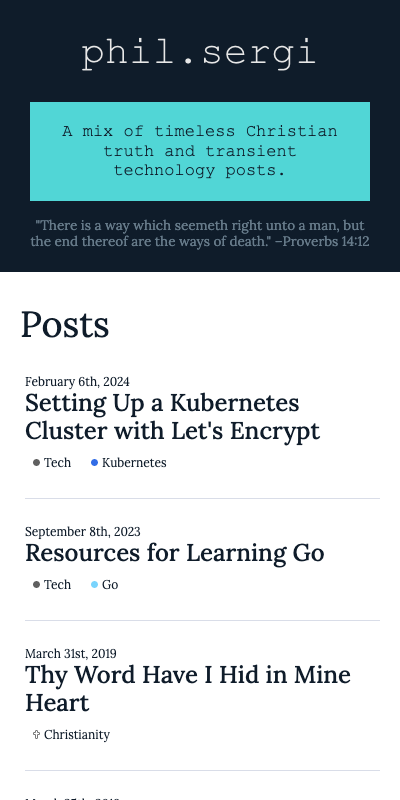 phil.sergi
A mix of timeless Christian
truth and transient
technology posts.
"There is a way which seemeth right unto a man, but
the end thereof are the ways of death." –Proverbs 14:12
Posts
February 6th, 2024
Setting Up a Kubernetes
Cluster with Let's Encrypt
Tech Kubernetes
September 8th, 2023
Resources for Learning Go
Tech Go
March 31st, 2019
Thy Word Have I Hid in Mine
Heart
✞ Christianity